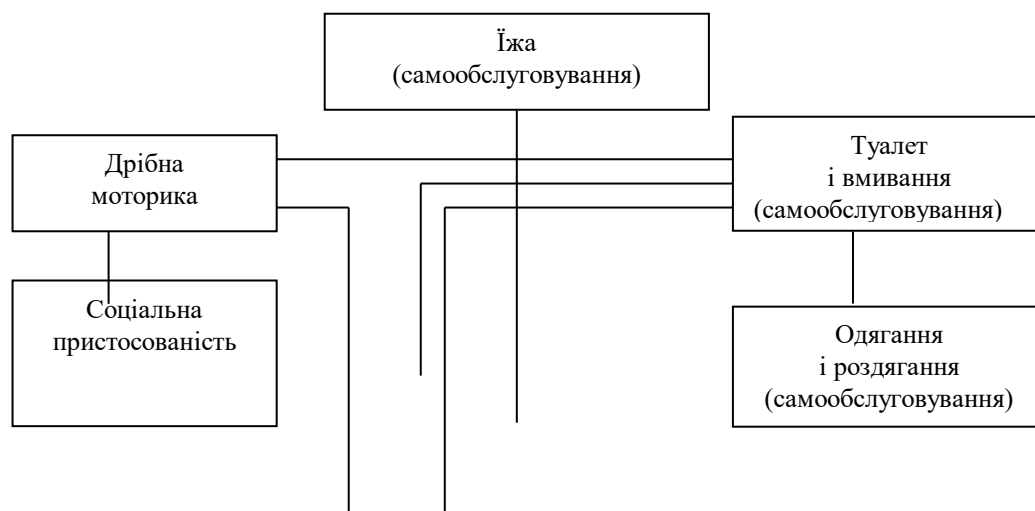 Їжа
(самообслуговування)
Дрібна
моторика
Туалет
і вмивання
(самообслуговування)
Соціальна
пристосованість
Одягання
і роздягання
(самообслуговування)